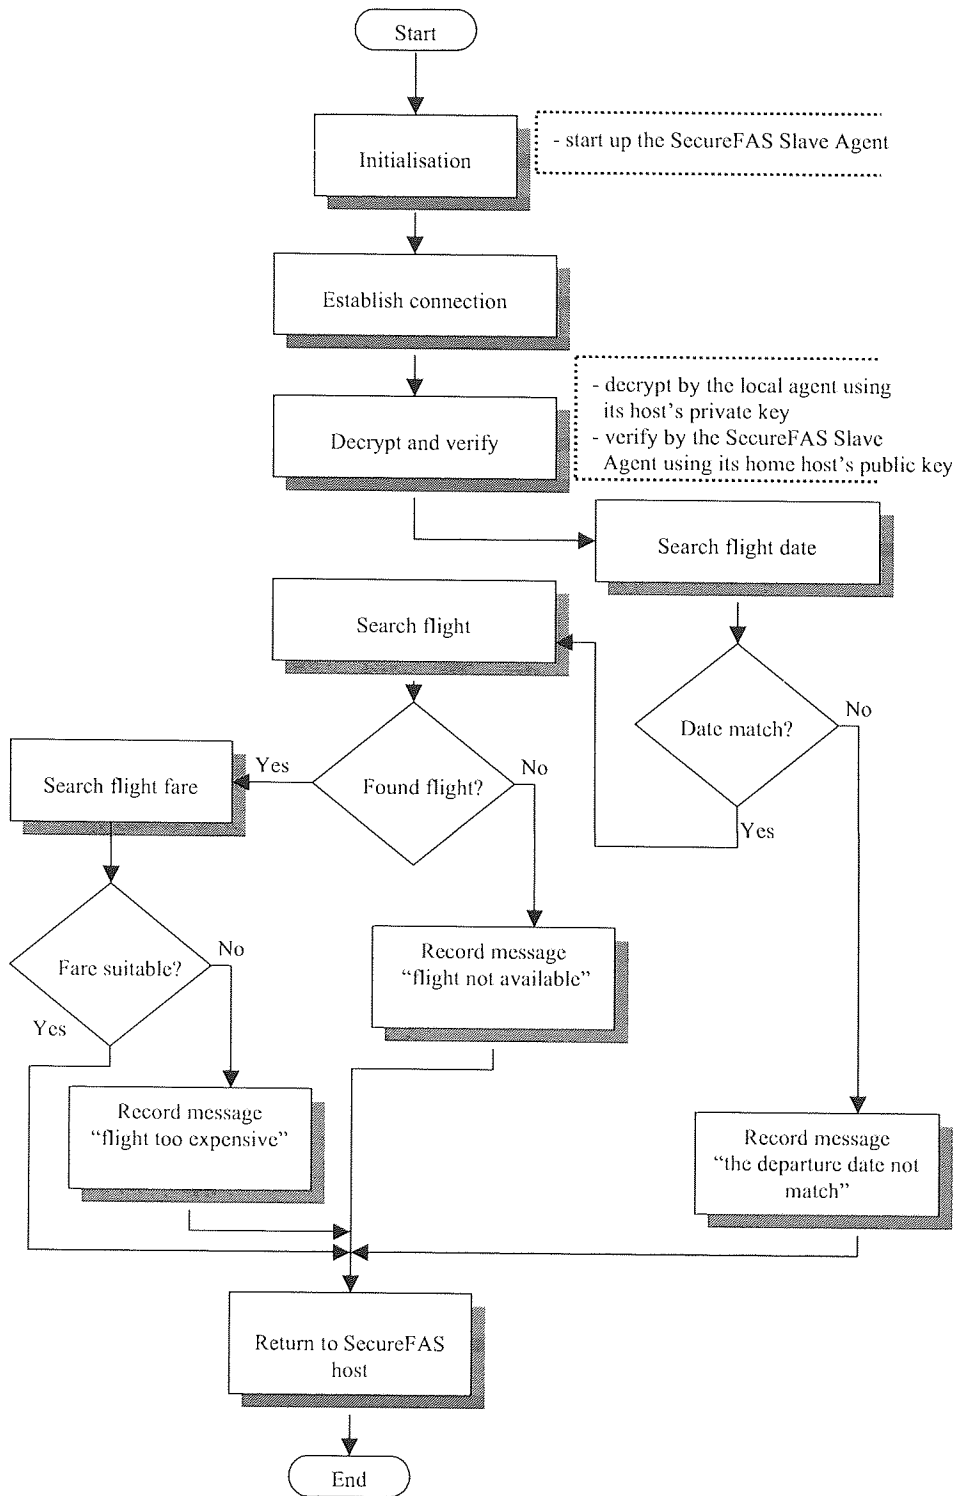 Start
Initialisation
- start up the SecureFAS Slave Agent
Establish connection
- decrypt by the local agent using
its host's private key
- verify by the SecureFAS Slave
Agent using its home host's public key
Decrypt and verify
Search flight date
Search flight
Date match?
No
Yes
Found flight?
Yes
No
Search flight fare
Fare suitable?
No
Yes
Record message
“flight not available”
Record message
“flight too expensive”
Record message
“the departure date not
match”
Return to SecureFAS
host
End